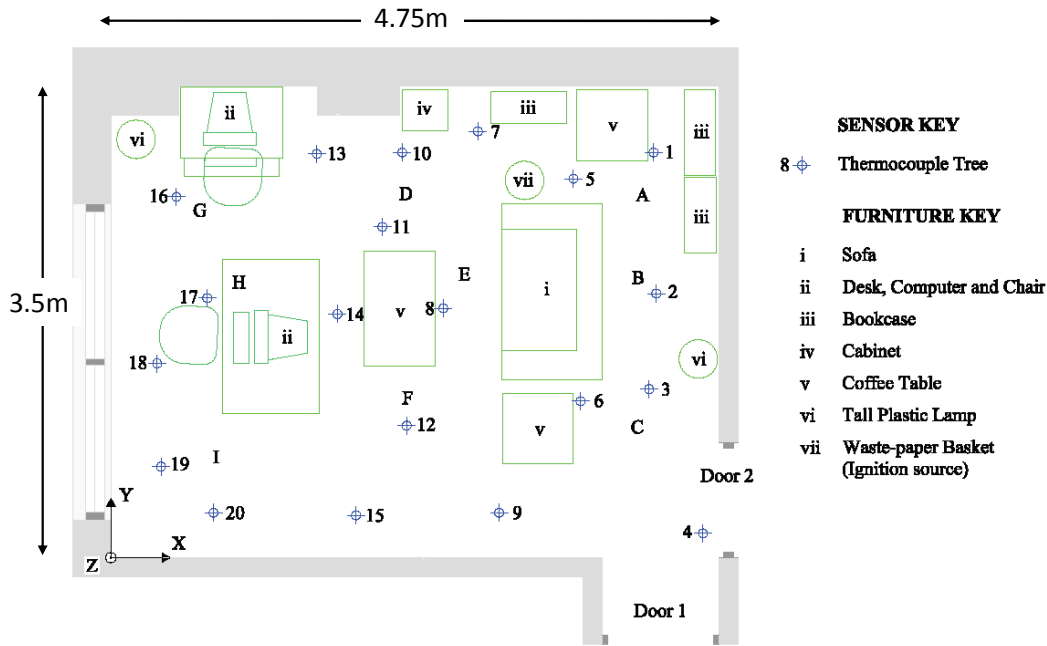 4.75m
3.5m
ii
iv
iii
v
iii
vi
7
13
10
1
vii
5
16
G
D
A
iii
11
H
E
B
17
2
14
v
8
i
ii
18
vi
F
3
6
12
C
v
I
19
Door 2
Y
20
15
9
X
4
Z
Door 1
SENSOR KEY
8 Thermocouple Tree
FURNITURE KEY
i Sofa
ii Desk, Computer and Chair
iii Bookcase
iv Cabinet
v Coffee Table
vi Tall Plastic Lamp
vii Waste-paper Basket
(Ignition source)